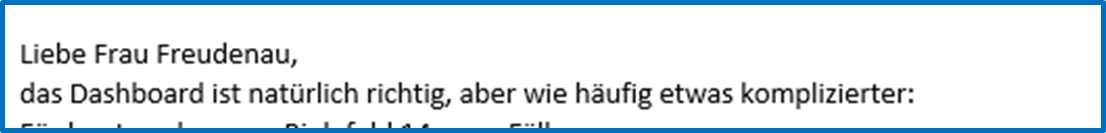 Liebe Frau Freudenau,
das Dashboard ist natürlich richtig, aber wie häufig etwas komplizierter: